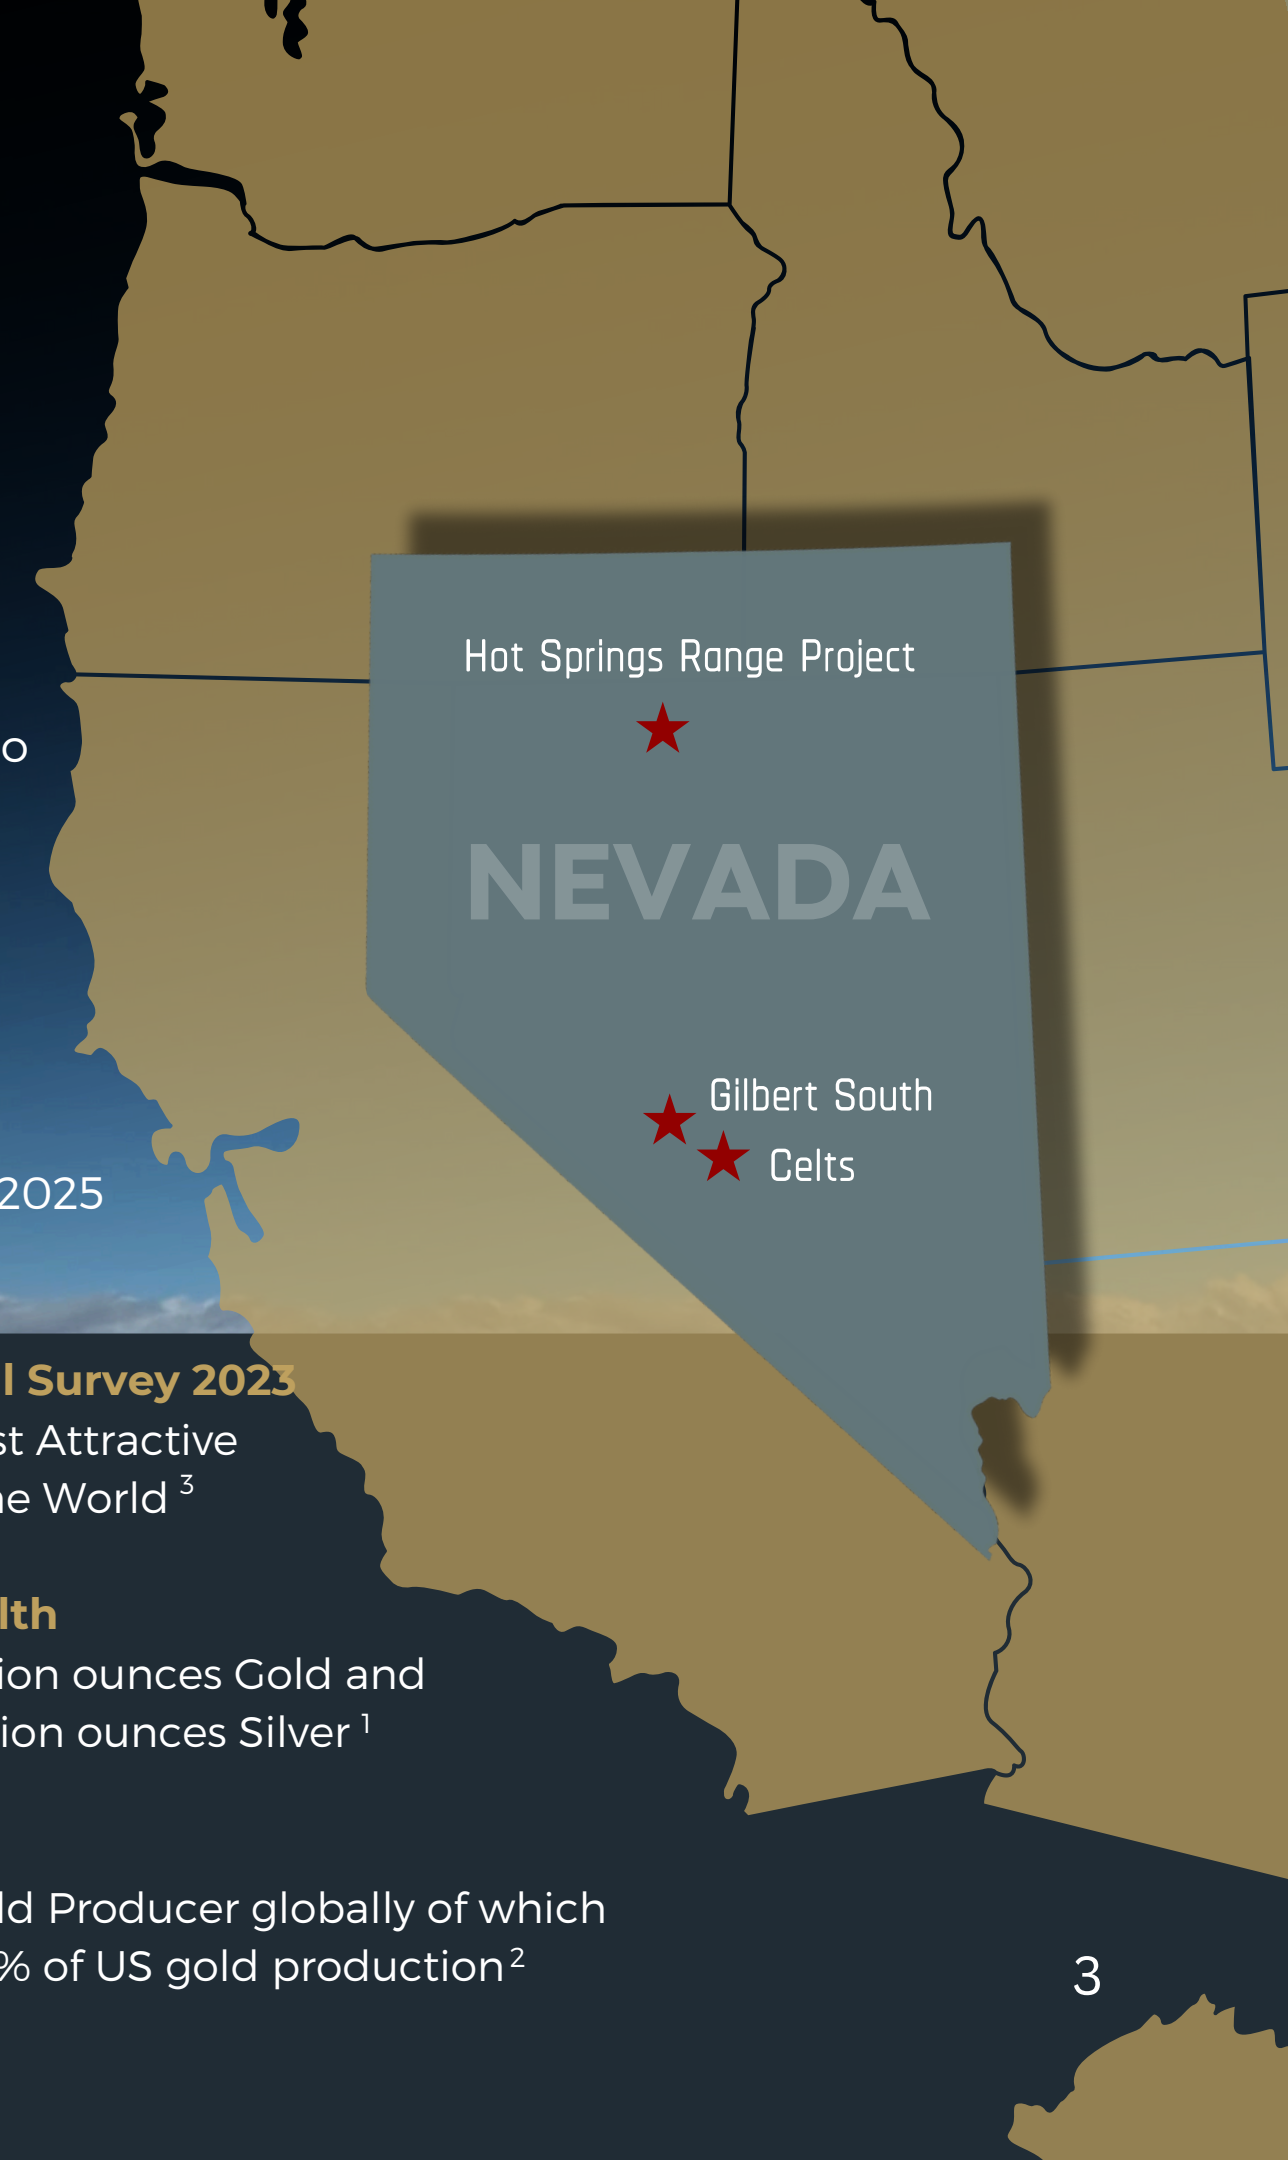 Hot Springs Range Project
o
NEVADA
Gilbert South
Celts
2025
l Survey 2023
st Attractive
he World 3
lth
ion ounces Gold and
ion ounces Silver 1
ld Producer globally of which
% of US gold production 2
3